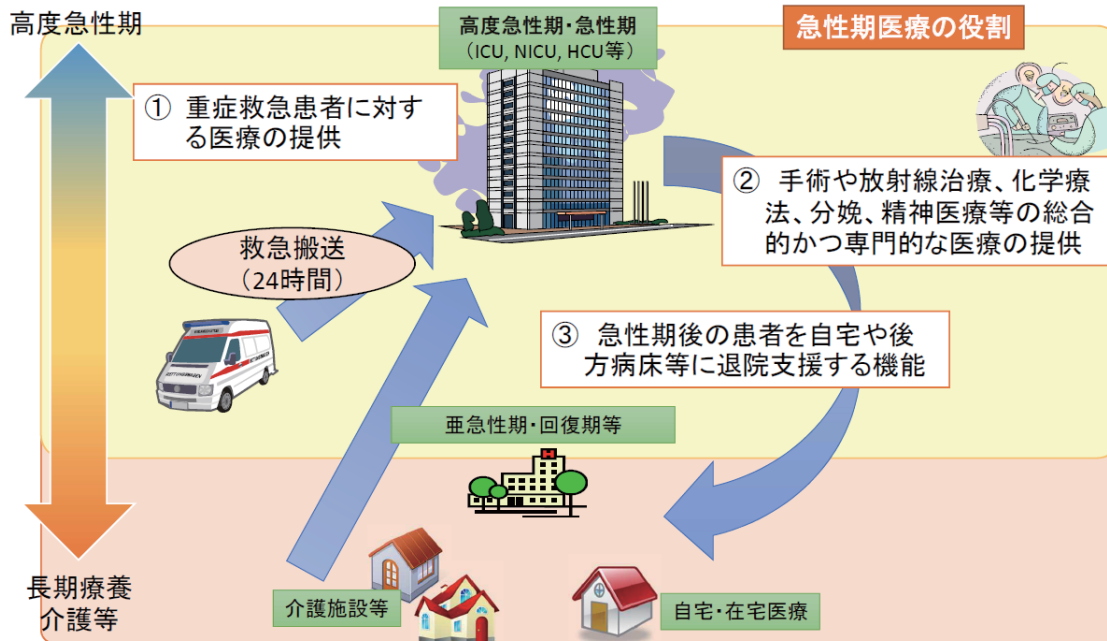 高度急性期
高度急性期・急性期
（ICU, NICU, HCU等）
急性期医療の役割
① 重症救急患者に対す
る医療の提供
② 手術や放射線治療、化学療
法、分娩、精神医療等の総合
的かつ専門的な医療の提供
救急搬送
（24時間）
③ 急性期後の患者を自宅や後
方病床等に退院支援する機能
亜急性期・回復期等
H
長期療養
介護等
介護施設等
自宅・在宅医療